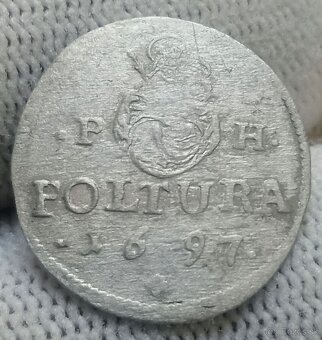 · P H ·
POLTURA
· 1697 ·